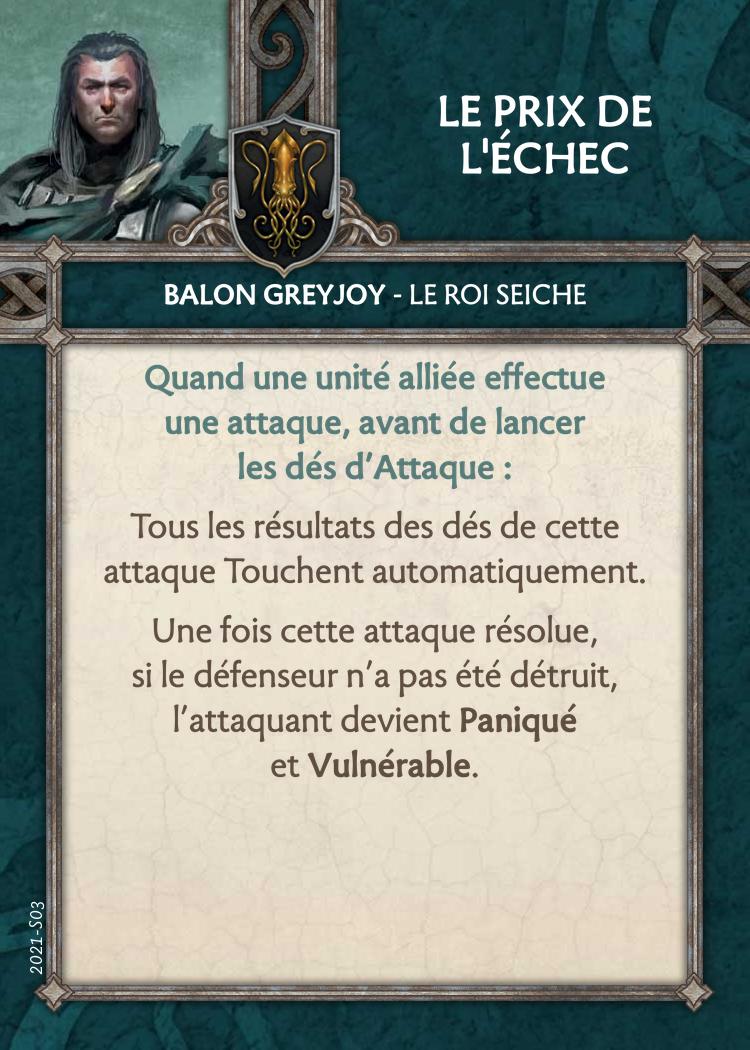 LE PRIX DE
L'ÉCHEC
BALON GREYJOY - LE ROI SEICHE
Quand une unité alliée effectue
une attaque, avant de lancer
les dés d'Attaque :
Tous les résultats des dés de cette
attaque Touchent automatiquement.
Une fois cette attaque résolue,
si le défenseur n'a pas été détruit,
l'attaquant devient Paniqué
et Vulnérable.
2021-S03